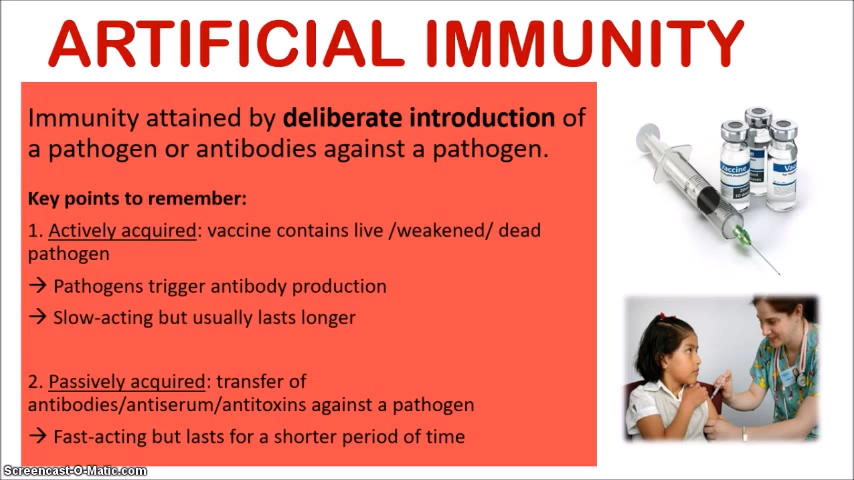 ARTIFICIAL IMMUNITY
Immunity attained by deliberate introduction of
a pathogen or antibodies against a pathogen.
Key points to remember:
1. Actively acquired: vaccine contains live /weakened/ dead
pathogen
→ Pathogens trigger antibody production
→ Slow-acting but usually lasts longer
2. Passively acquired: transfer of
antibodies/antiserum/antitoxins against a pathogen
→ Fast-acting but lasts for a shorter period of time
Vaccine
Screencast-O-Matic.com